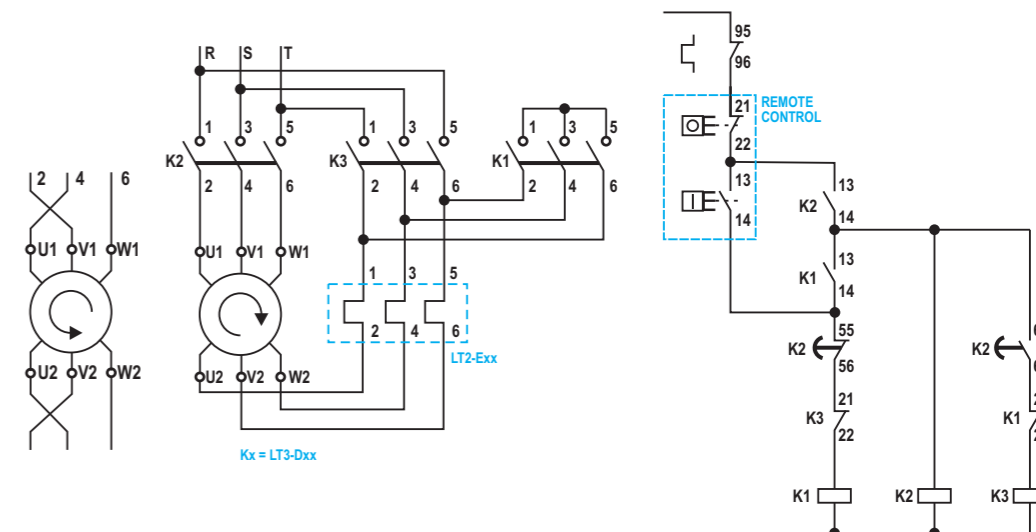 R S T
1 3 5
K2
2 4 6
1 3 5
K3
2 4 6
1 3 5
K1
2 4 6
2 4 6
U1 V1 W1
U2 V2 W2
U1 V1 W1
U2 V2 W2
1 3 5
2 4 6
LT2-Exx
Kx = LT3-Dxx
95
96
REMOTE
CONTROL
21
22
13
14
13
K2
14
13
K1
14
55
K2
56
21
K3
22
K1
K2
K2
K1
K3